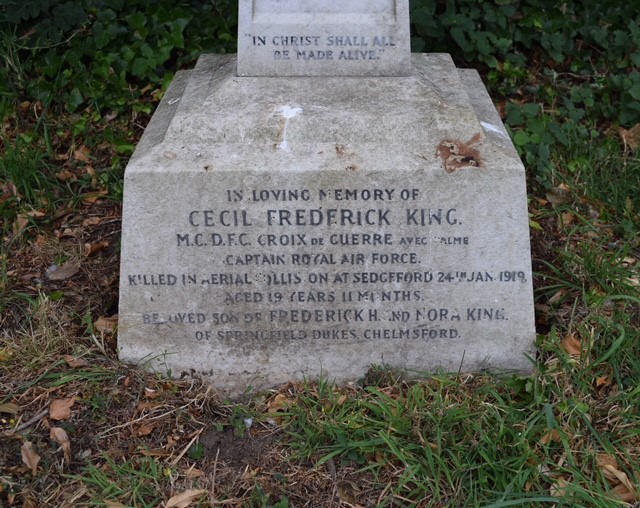 "IN CHRIST SHALL ALL
BE MADE ALIVE."
IN LOVING MEMORY OF
CECIL FREDERICK KING.
M.C. D.F.C. CROIX DE GUERRE AVEC PALME
CAPTAIN ROYAL AIR FORCE.
KILLED IN AERIAL COLLISION AT SEDGEFORD 24TH JAN. 1919,
AGED 19 YEARS 11 MONTHS.
BELOVED SON OF FREDERICK H. AND NORA KING.
OF SPRINGFIELD DUKES, CHELMSFORD.